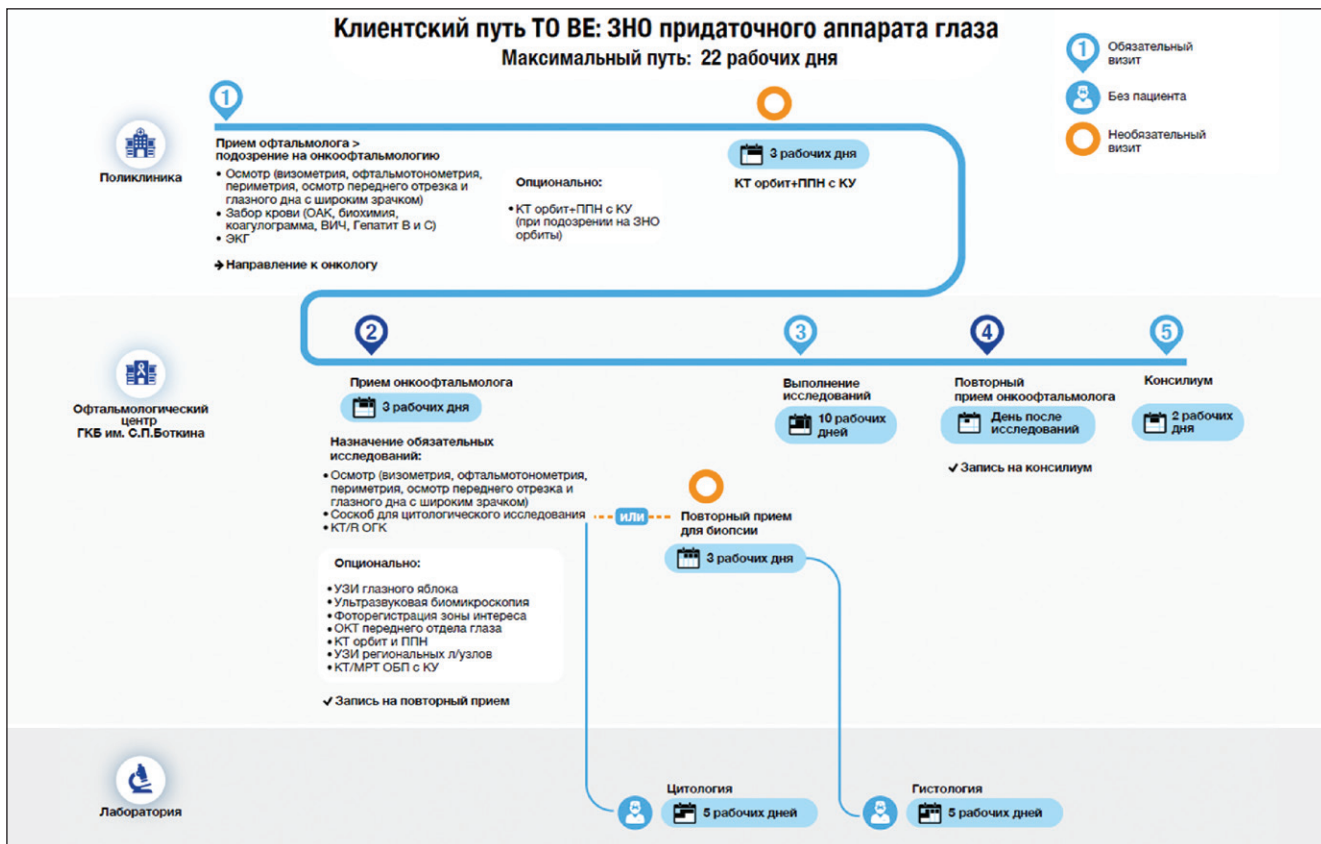 Клиентский путь TO BE: ЗНО придаточного аппарата глаза
Максимальный путь: 22 рабочих дня
1
Обязательный
визит
Без пациента
Необязательный
визит
1
Поликлиника
Прием офтальмолога >
подозрение на онкоофтальмологию
• Осмотр (визометрия, офтальмотонометрия,
периметрия, осмотр переднего отрезка и
глазного дна с широким зрачком)
• Забор крови (ОАК, биохимия,
коагулограмма, ВИЧ, Гепатит В и С)
• ЭКГ
→ Направление к онкологу
Опционально:
• КТ орбит+ППН с КУ
(при подозрении на ЗНО
орбиты)
3 рабочих дня
КТ орбит+ППН с КУ
Офтальмологический
центр
ГКБ им. С.П.Боткина
2
Прием онкоофтальмолога
3 рабочих дня
Назначение обязательных
исследований:
• Осмотр (визометрия, офтальмотонометрия,
периметрия, осмотр переднего отрезка и
глазного дна с широким зрачком)
• Соскоб для цитологического исследования
• КТ/R ОГК
Опционально:
• УЗИ глазного яблока
• Ультразвуковая биомикроскопия
• Фоторегистрация зоны интереса
• ОКТ переднего отдела глаза
• КТ орбит и ППН
• УЗИ региональных л/узлов
• КТ/МРТ ОБП с КУ
✓ Запись на повторный прием
или
Повторный прием
для биопсии
3 рабочих дня
3
Выполнение
исследований
10 рабочих
дней
4
Повторный
прием онкоофтальмолога
День после
исследований
✓ Запись на консилиум
5
Консилиум
2 рабочих
дня
Лаборатория
Цитология
5 рабочих дней
Гистология
5 рабочих дней